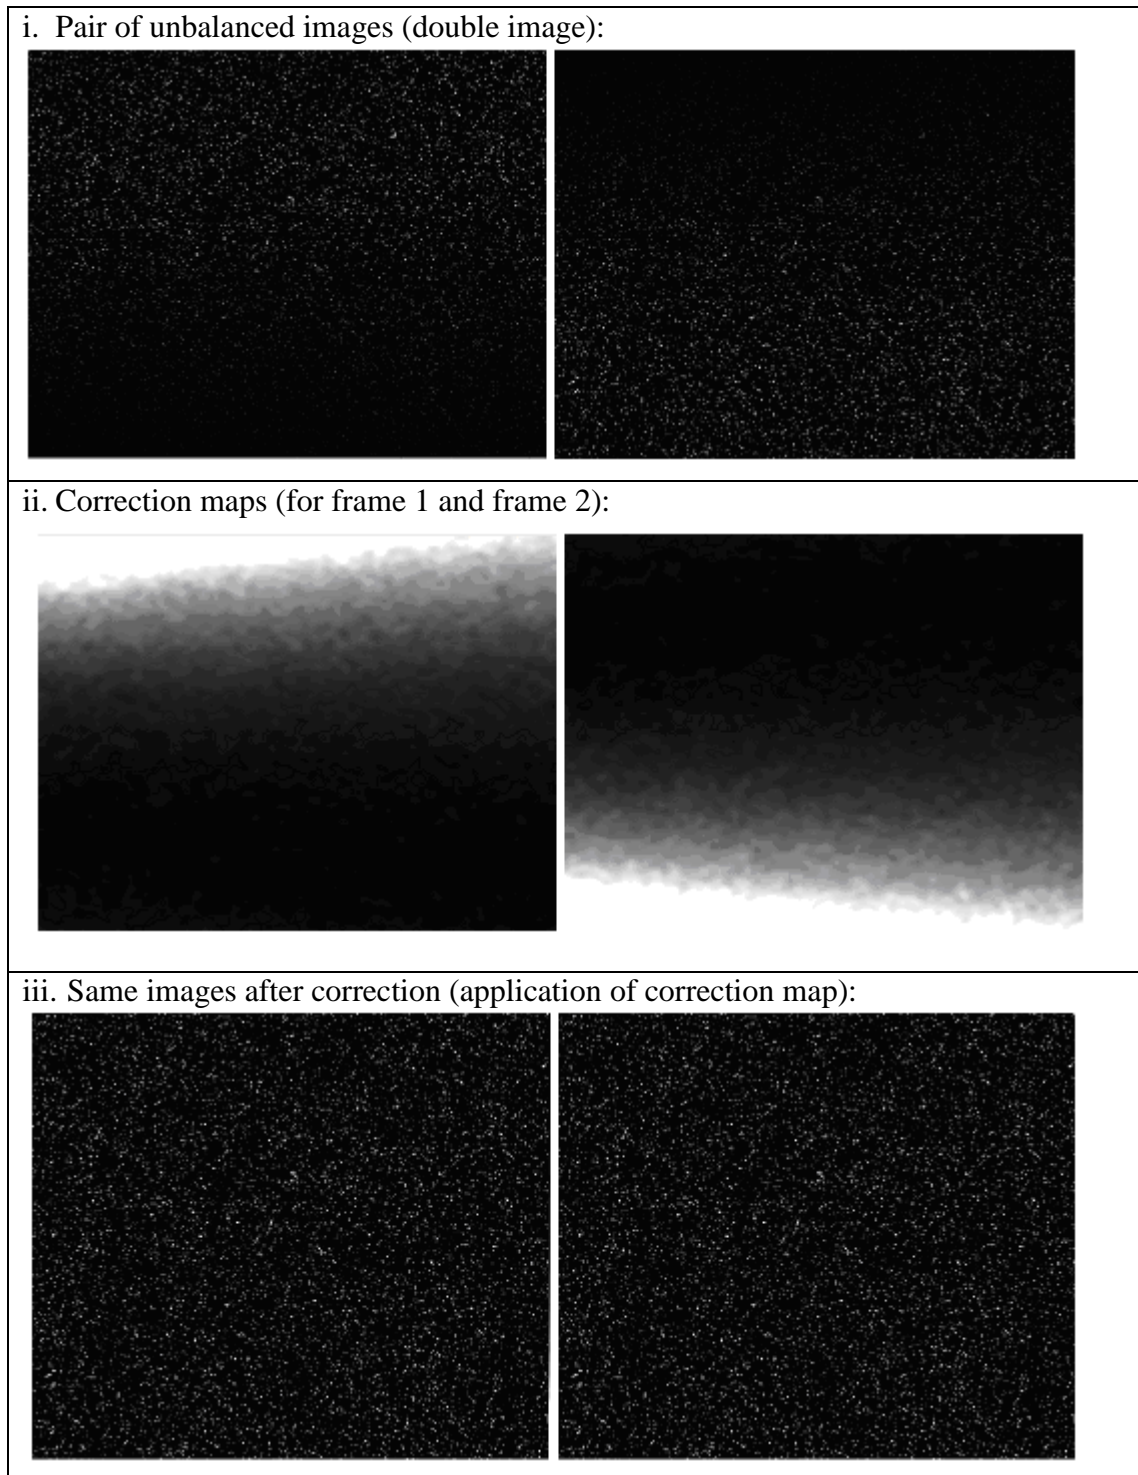 i. Pair of unbalanced images (double image):
ii. Correction maps (for frame 1 and frame 2):
iii. Same images after correction (application of correction map):